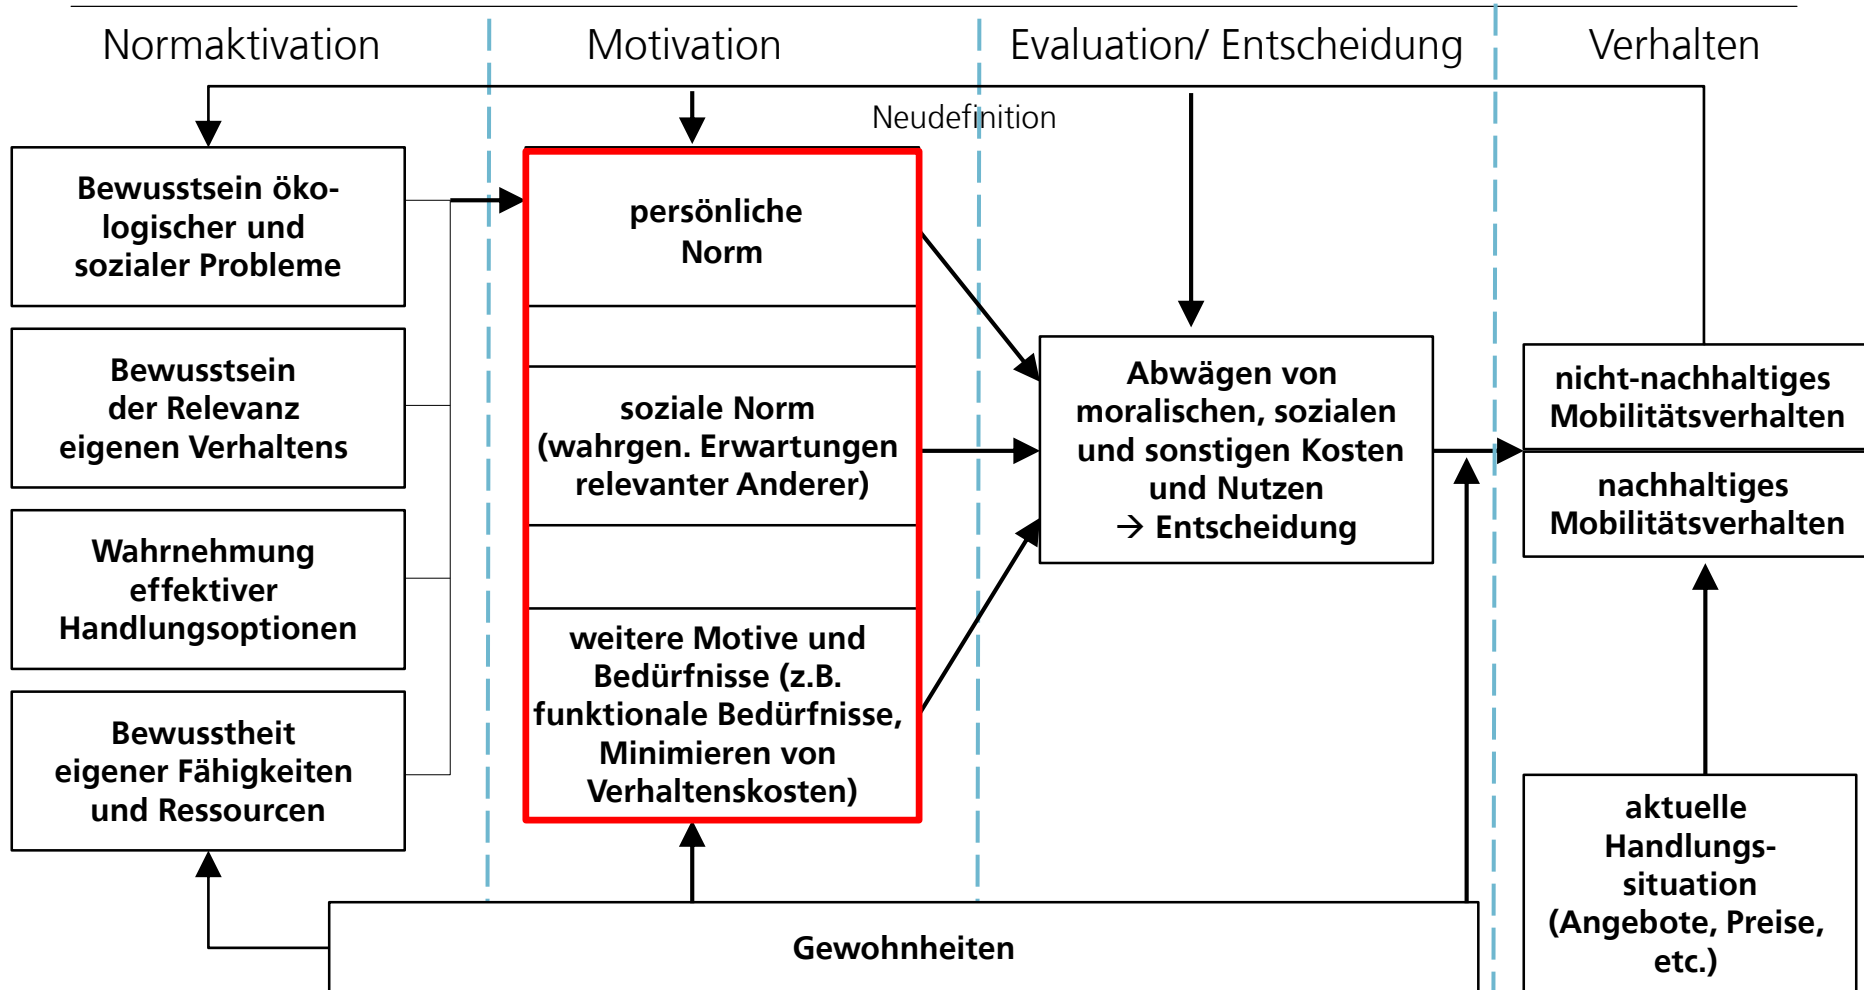 Normaktivation
Motivation
Evaluation/ Entscheidung
Verhalten
Neudefinition
Bewusstsein öko-
logischer und
sozialer Probleme
Bewusstsein
der Relevanz
eigenen Verhaltens
Wahrnehmung
effektiver
Handlungsoptionen
Bewusstheit
eigener Fähigkeiten
und Ressourcen
persönliche
Norm
soziale Norm
(wahrgen. Erwartungen
relevanter Anderer)
weitere Motive und
Bedürfnisse (z.B.
funktionale Bedürfnisse,
Minimieren von
Verhaltenskosten)
Abwägen von
moralischen, sozialen
und sonstigen Kosten
und Nutzen
→ Entscheidung
nicht-nachhaltiges
Mobilitätsverhalten
nachhaltiges
Mobilitätsverhalten
aktuelle
Handlungs-
situation
(Angebote, Preise,
etc.)
Gewohnheiten